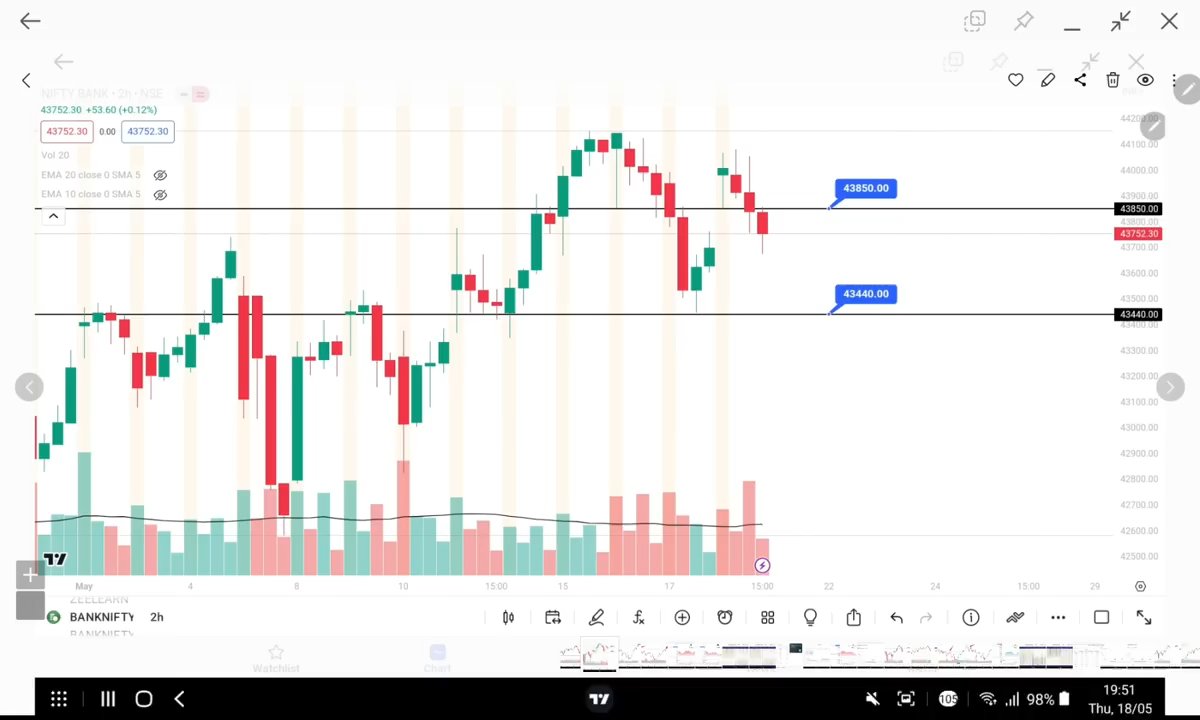 NIFTY BANK • 2h • NSE
43752.30 +53.60 (+0.12%)
43752.30 0.00 43752.30
Vol 20
EMA 20 close 0 SMA 5
EMA 10 close 0 SMA 5
43850.00
43440.00
44200.00
44100.00
44000.00
43900.00
43850.00
43800.00
43752.30
43700.00
43600.00
43500.00
43440.00
43400.00
43300.00
43200.00
43100.00
43000.00
42900.00
42800.00
42700.00
42600.00
42500.00
May 4 8 10 15:00 15 17 15:00 22 24 15:00 29
ZEELEARN
BANKNIFTY 2h
BANKNIFTY
Watchlist Chart
105 98% 19:51
Thu, 18/05